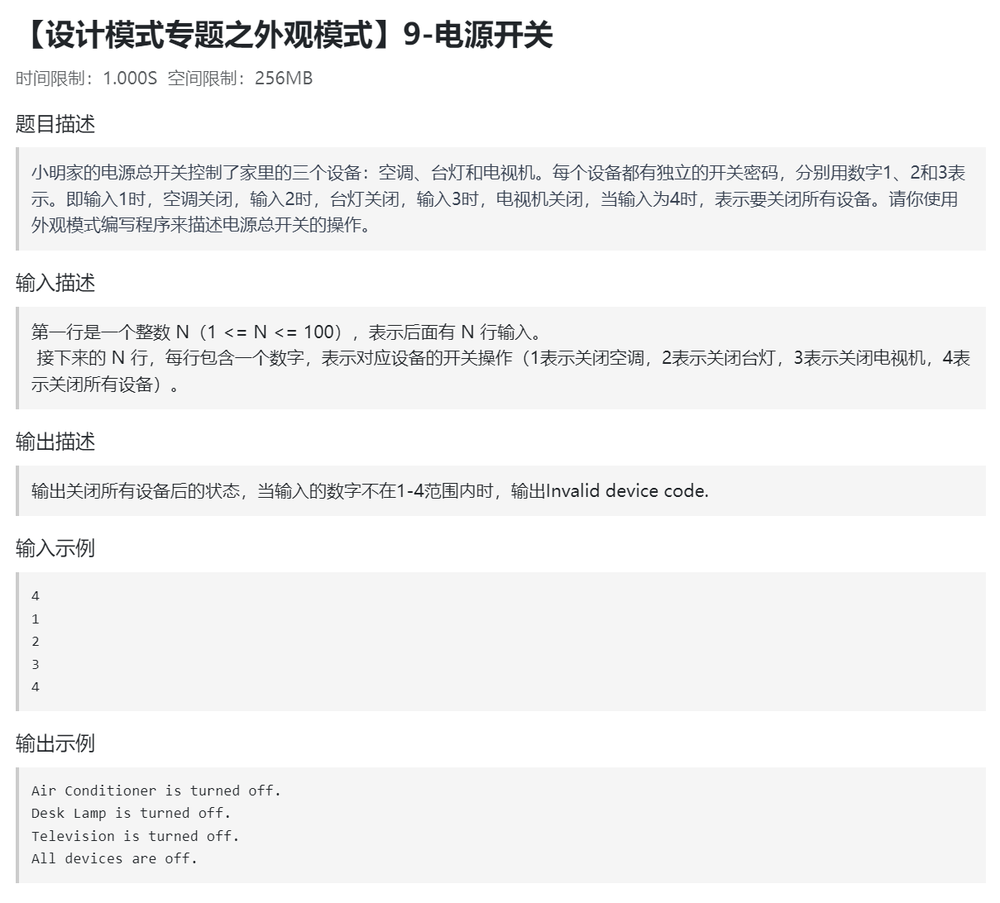 【设计模式专题之外观模式】9-电源开关
时间限制：1.000S 空间限制：256MB
题目描述
小明家的电源总开关控制了家里的三个设备：空调、台灯和电视机。每个设备都有独立的开关密码，分别用数字1、2和3表
示。即输入1时，空调关闭，输入2时，台灯关闭，输入3时，电视机关闭，当输入为4时，表示要关闭所有设备。请你使用
外观模式编写程序来描述电源总开关的操作。
输入描述
第一行是一个整数 N（1 <= N <= 100），表示后面有 N 行输入。
接下来的 N 行，每行包含一个数字，表示对应设备的开关操作（1表示关闭空调，2表示关闭台灯，3表示关闭电视机，4表
示关闭所有设备）。
输出描述
输出关闭所有设备后的状态，当输入的数字不在1-4范围内时，输出Invalid device code.
输入示例
4
1
2
3
4
输出示例
Air Conditioner is turned off.
Desk Lamp is turned off.
Television is turned off.
All devices are off.